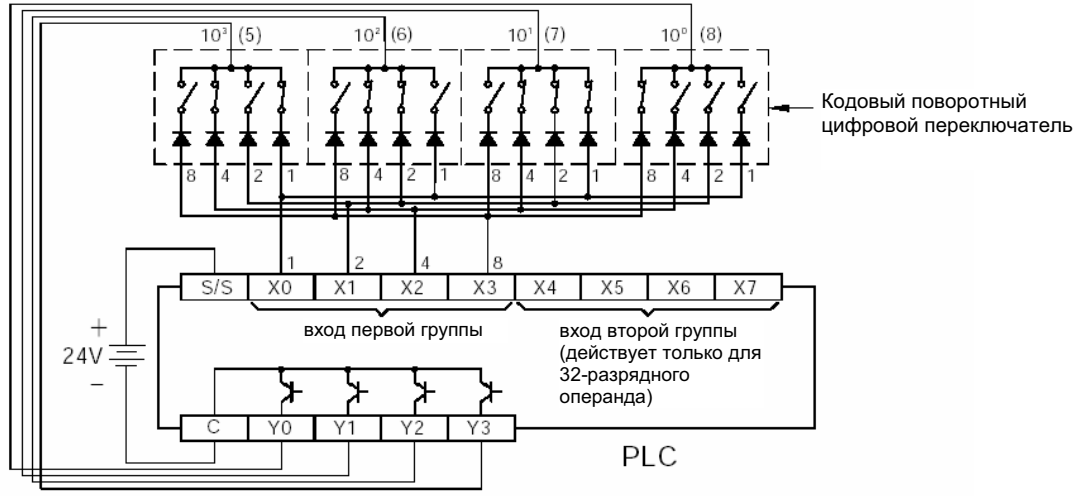 10³ (5) 10² (6) 10¹ (7) 10⁰ (8)
Кодовый поворотный
цифровой переключатель
8 4 2 1 8 4 2 1 8 4 2 1 8 4 2 1
1 2 4 8
S/S X0 X1 X2 X3 X4 X5 X6 X7
вход первой группы
вход второй группы
(действует только для
32-разрядного
операнда)
+
24V
−
C Y0 Y1 Y2 Y3
PLC